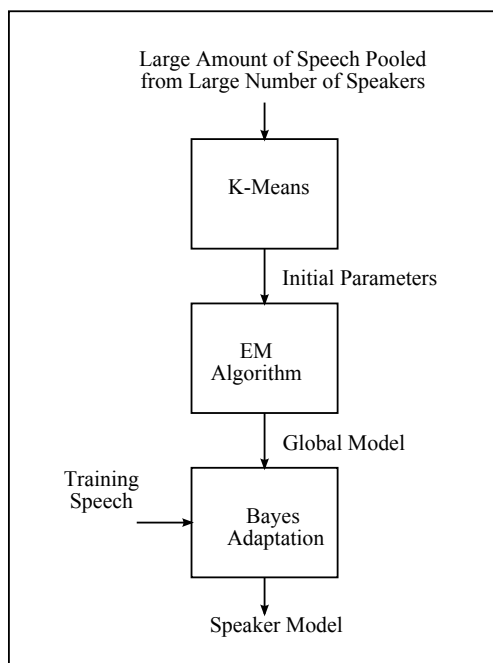 Large Amount of Speech Pooled
from Large Number of Speakers
K-Means
Initial Parameters
EM
Algorithm
Global Model
Training
Speech
Bayes
Adaptation
Speaker Model